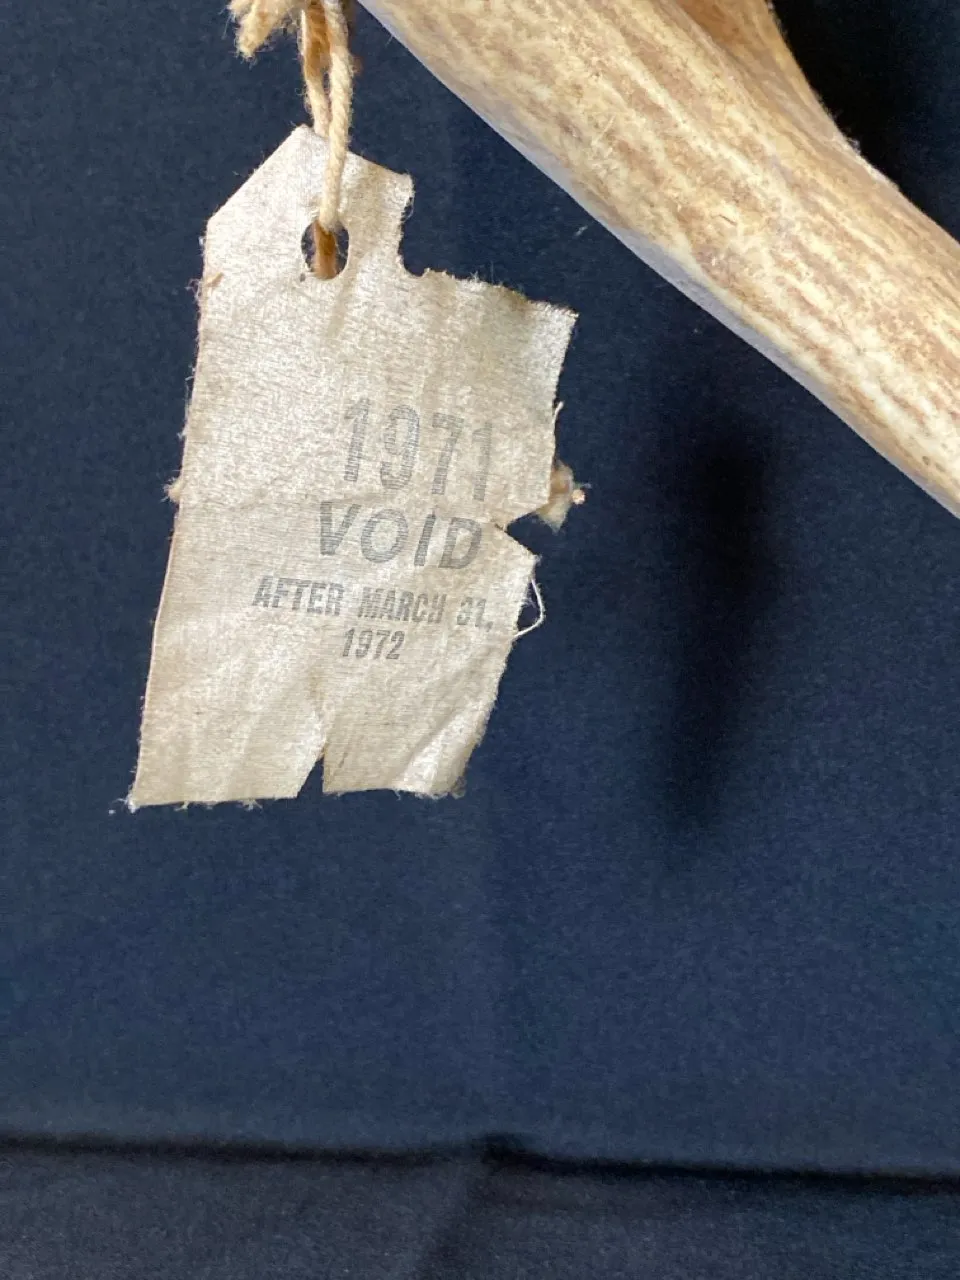 1971
VOID
AFTER MARCH 31,
1972